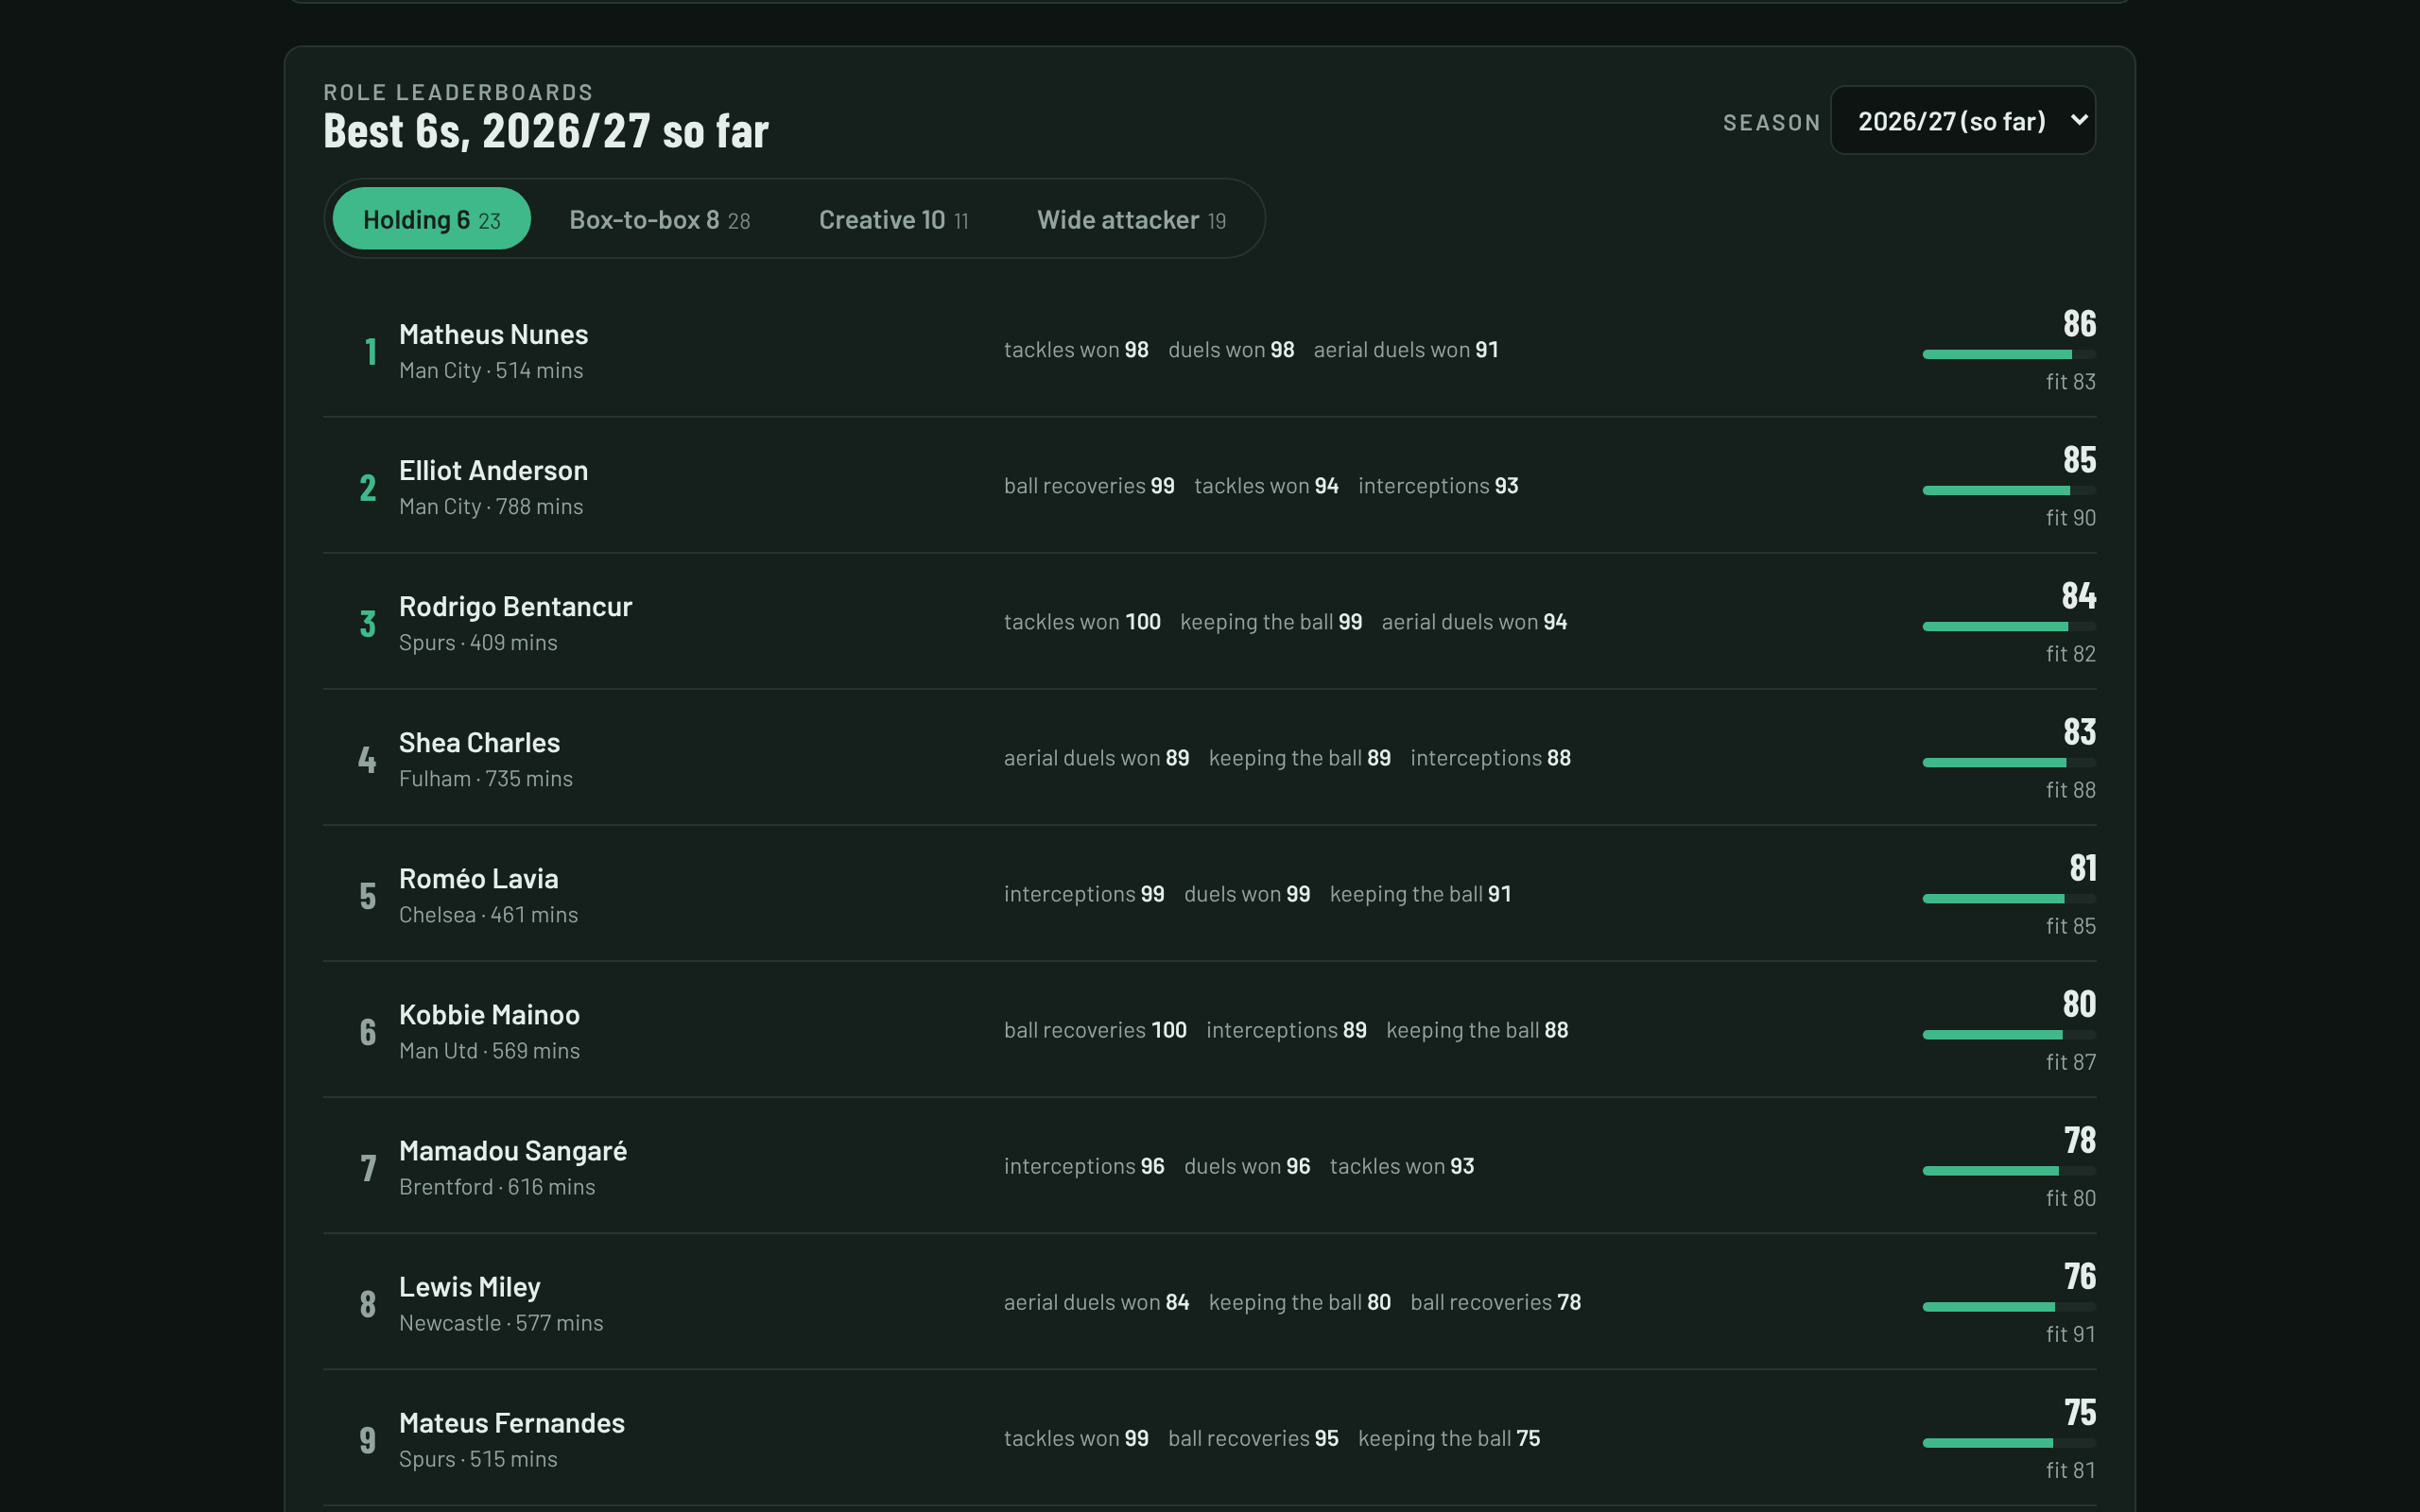 ROLE LEADERBOARDS
Best 6s, 2026/27 so far
SEASON 2026/27 (so far)
Holding 6 23 Box-to-box 8 28 Creative 10 11 Wide attacker 19
1 Matheus Nunes
Man City · 514 mins
tackles won 98 duels won 98 aerial duels won 91
86
fit 83
2 Elliot Anderson
Man City · 788 mins
ball recoveries 99 tackles won 94 interceptions 93
85
fit 90
3 Rodrigo Bentancur
Spurs · 409 mins
tackles won 100 keeping the ball 99 aerial duels won 94
84
fit 82
4 Shea Charles
Fulham · 735 mins
aerial duels won 89 keeping the ball 89 interceptions 88
83
fit 88
5 Roméo Lavia
Chelsea · 461 mins
interceptions 99 duels won 99 keeping the ball 91
81
fit 85
6 Kobbie Mainoo
Man Utd · 569 mins
ball recoveries 100 interceptions 89 keeping the ball 88
80
fit 87
7 Mamadou Sangaré
Brentford · 616 mins
interceptions 96 duels won 96 tackles won 93
78
fit 80
8 Lewis Miley
Newcastle · 577 mins
aerial duels won 84 keeping the ball 80 ball recoveries 78
76
fit 91
9 Mateus Fernandes
Spurs · 515 mins
tackles won 99 ball recoveries 95 keeping the ball 75
75
fit 81